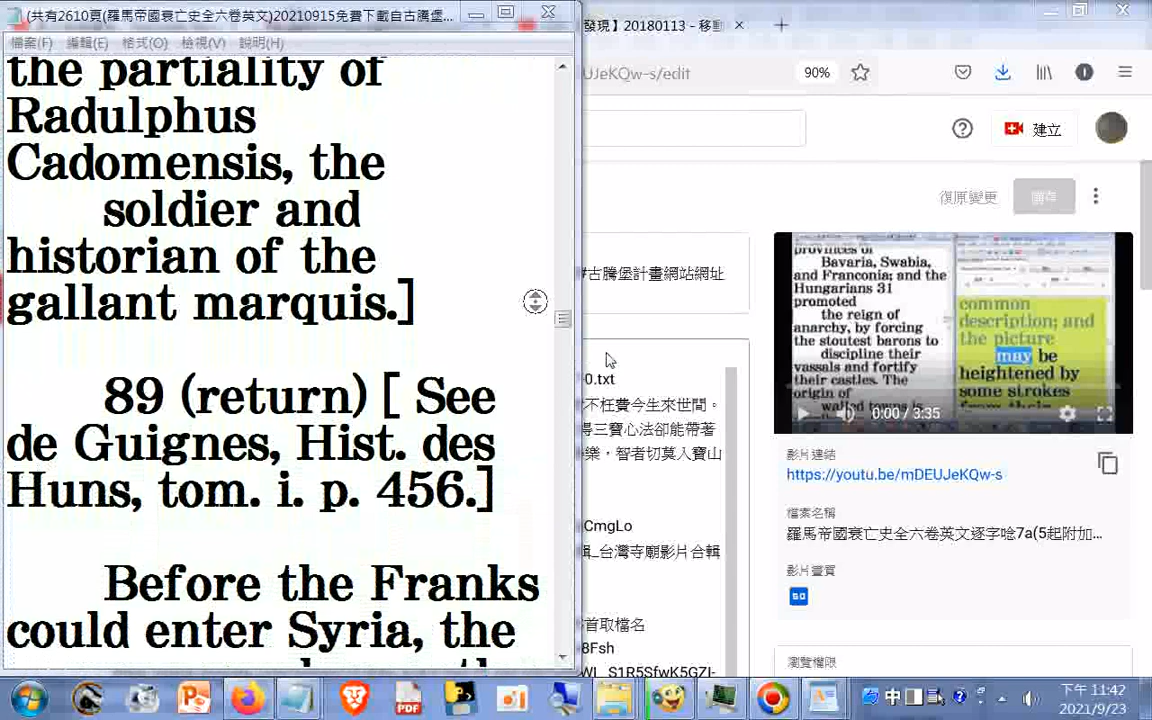 (共有2610頁(羅馬帝國衰亡史全六卷英文)20210915免費下載自古騰堡...
檔案(F) 編輯(E) 格式(O) 檢視(V) 說明(H)
the partiality of
Radulphus
Cadomensis, the
soldier and
historian of the
gallant marquis.]
89 (return) [ See
de Guignes, Hist. des
Huns, tom. i. p. 456.]
Before the Franks
could enter Syria, the
發現】20180113 - 移動
UJeKQw-s/edit
90%
建立
復原變更
#古騰堡計畫網站網址
0.txt
不枉費今生來世間。
得三寶心法卻能帶著
樂，智者切莫入寶山
CmgLo
輯_台灣寺廟影片合輯
首取檔名
8Fsh
WI_S1R5SfwK5GZI-
provinces of
Bavaria, Swabia,
and Franconia; and the
Hungarians 31
promoted
the reign of
anarchy, by forcing
the stoutest barons to
discipline their
vassals and fortify
their castles. The
origin of
walled towns is
common
description; and
the picture
may be
heightened by
some strokes
0:00 / 3:35
影片連結
https://youtu.be/mDEUJeKQw-s
檔案名稱
羅馬帝國衰亡史全六卷英文逐字唸7a(5起附加...
影片畫質
SD
瀏覽權限
中
下午 11:42
2021/9/23